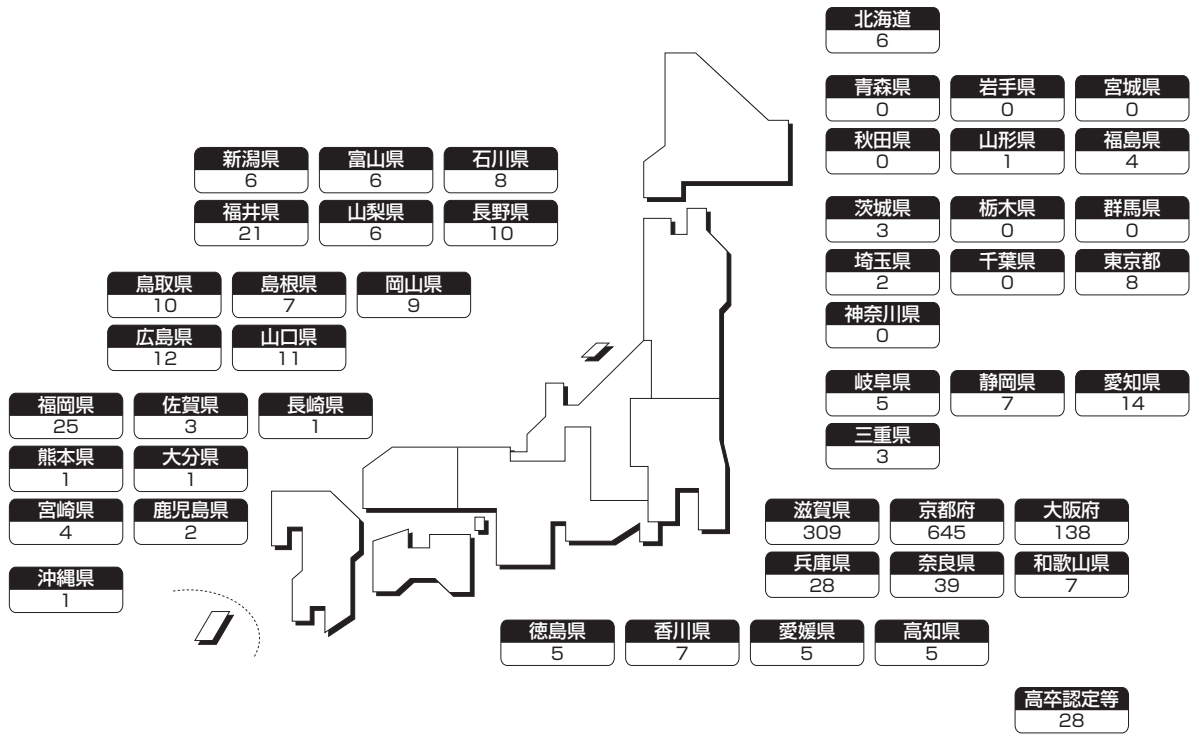 北海道
6
青森県 岩手県 宮城県
0 0 0
秋田県 山形県 福島県
0 1 4
新潟県 富山県 石川県
6 6 8
福井県 山梨県 長野県
21 6 10
茨城県 栃木県 群馬県
3 0 0
埼玉県 千葉県 東京都
2 0 8
神奈川県
0
鳥取県 島根県 岡山県
10 7 9
広島県 山口県
12 11
岐阜県 静岡県 愛知県
5 7 14
三重県
3
福岡県 佐賀県 長崎県
25 3 1
熊本県 大分県
1 1
宮崎県 鹿児島県
4 2
沖縄県
1
滋賀県 京都府 大阪府
309 645 138
兵庫県 奈良県 和歌山県
28 39 7
徳島県 香川県 愛媛県 高知県
5 7 5 5
高卒認定等
28